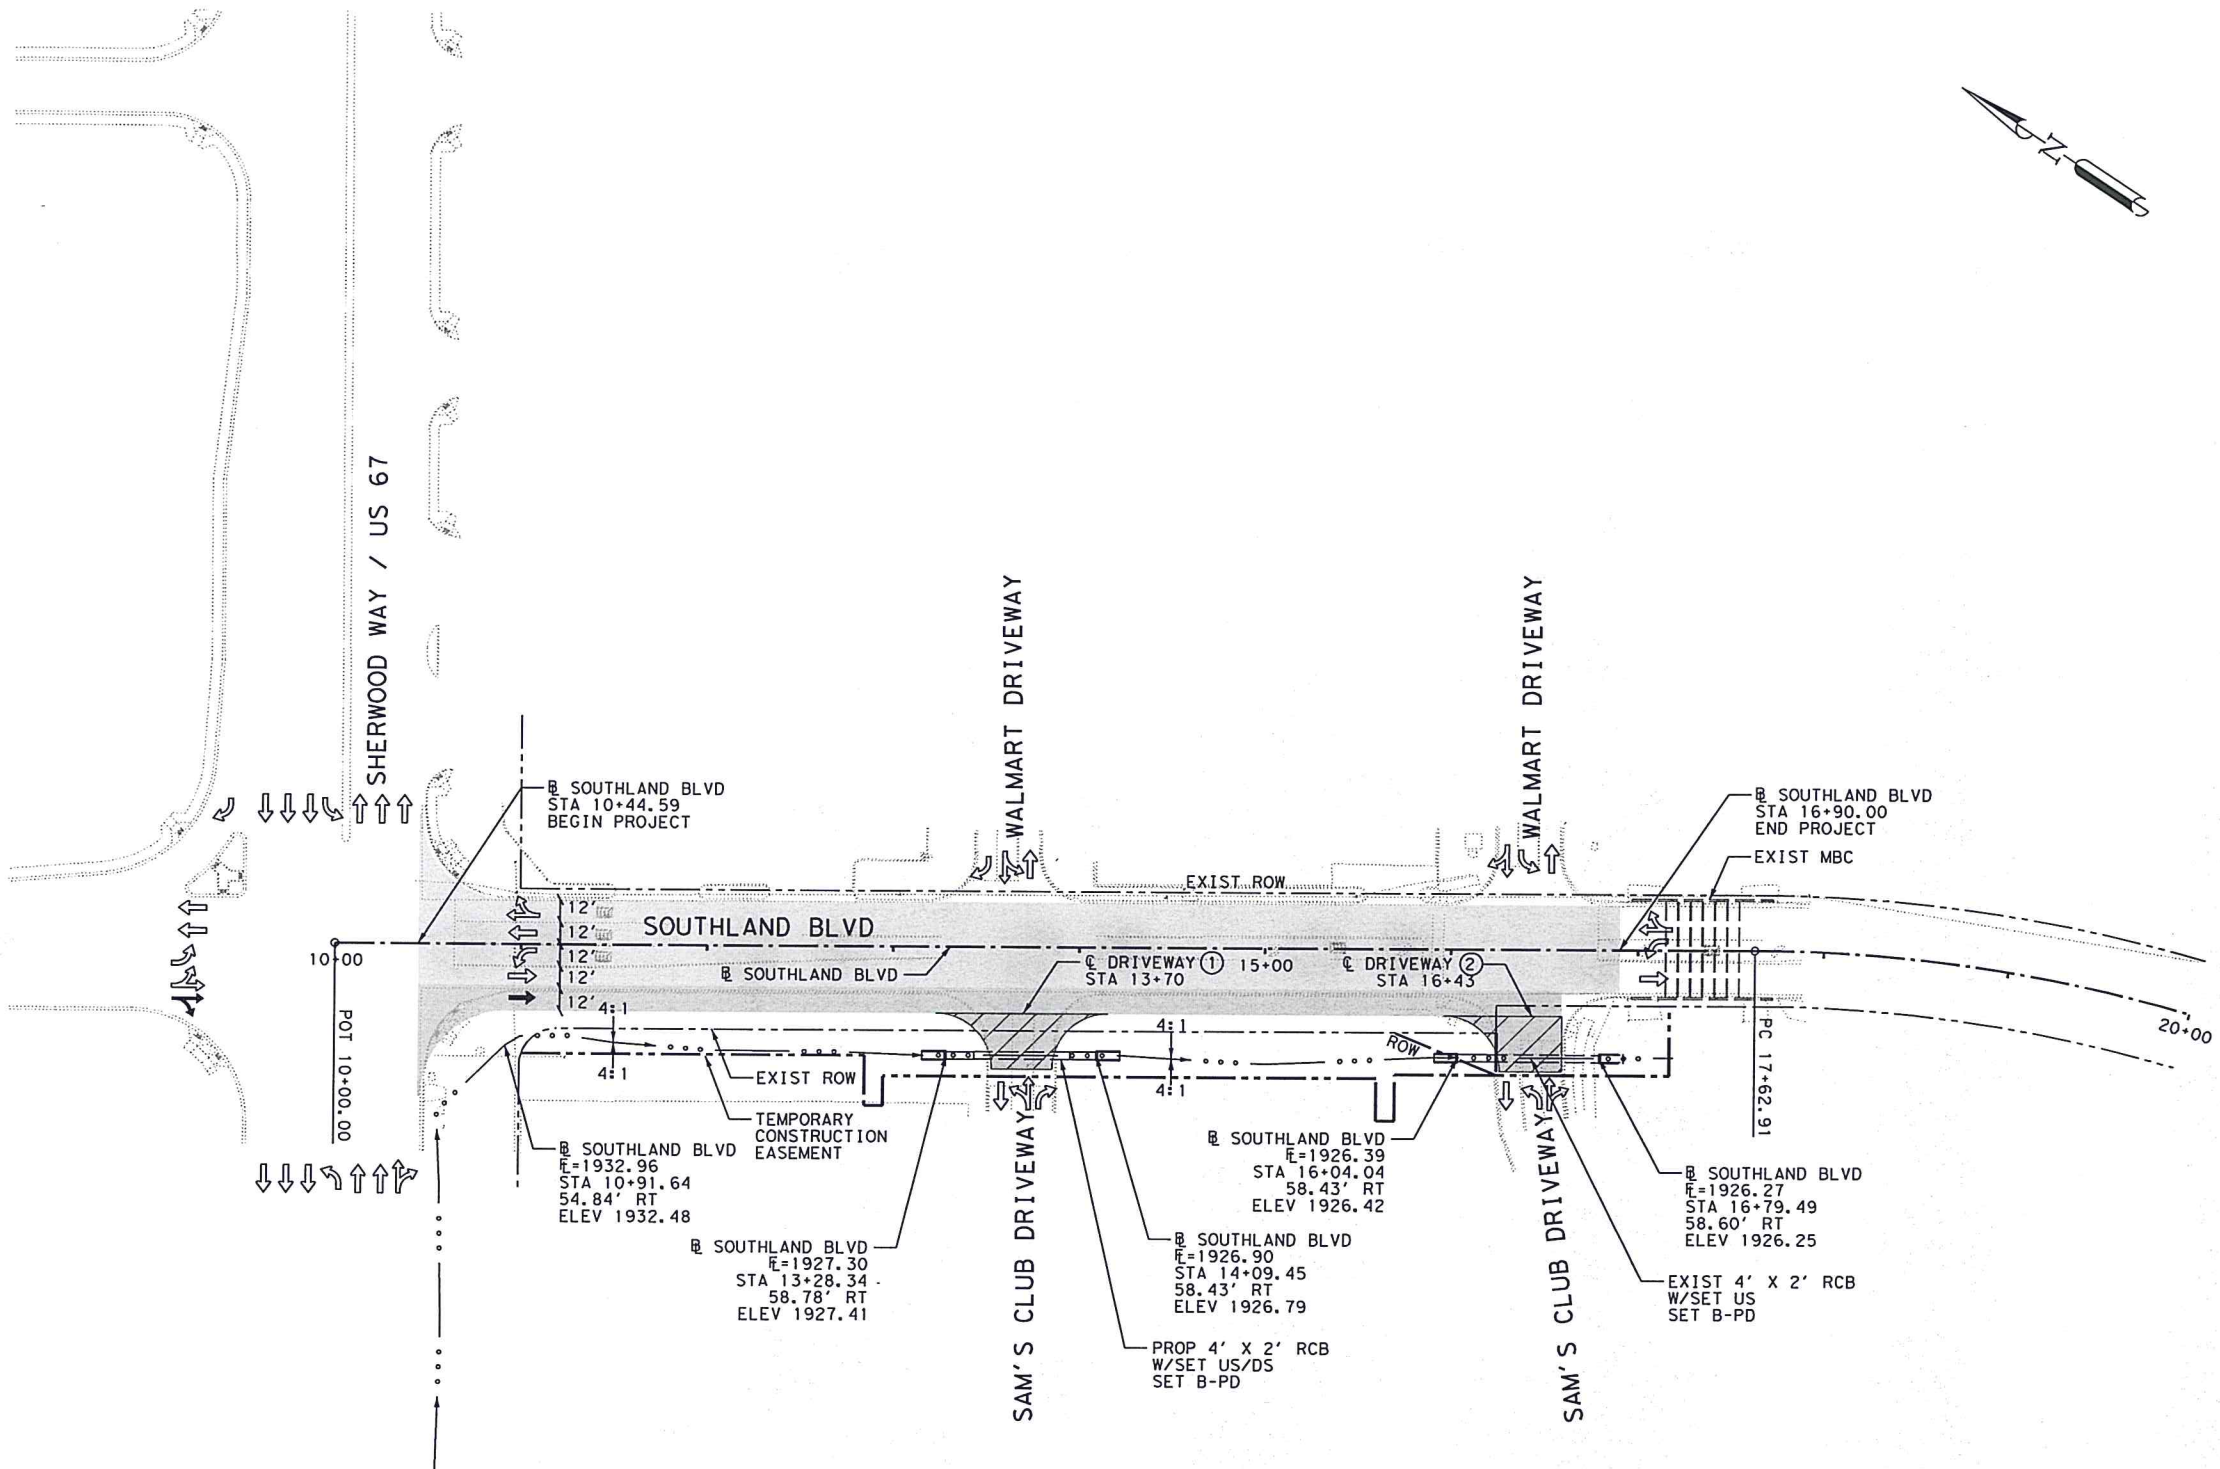 N
SHERWOOD WAY / US 67
WALMART DRIVEWAY
WALMART DRIVEWAY
℄ SOUTHLAND BLVD
STA 10+44.59
BEGIN PROJECT
℄ SOUTHLAND BLVD
STA 16+90.00
END PROJECT
EXIST MBC
EXIST ROW
12'
12'
12'
12'
12'
SOUTHLAND BLVD
10+00
POT 10+00.00
℄ SOUTHLAND BLVD
℄ DRIVEWAY 1
STA 13+70
15+00
℄ DRIVEWAY 2
STA 16+43
20+00
PC 17+62.91
4:1
4:1
4:1
4:1
ROW
EXIST ROW
TEMPORARY
CONSTRUCTION
EASEMENT
℄ SOUTHLAND BLVD
FL=1932.96
STA 10+91.64
54.84' RT
ELEV 1932.48
℄ SOUTHLAND BLVD
FL=1927.30
STA 13+28.34
58.78' RT
ELEV 1927.41
SAM'S CLUB DRIVEWAY
℄ SOUTHLAND BLVD
FL=1926.90
STA 14+09.45
58.43' RT
ELEV 1926.79
PROP 4' X 2' RCB
W/SET US/DS
SET B-PD
℄ SOUTHLAND BLVD
FL=1926.39
STA 16+04.04
58.43' RT
ELEV 1926.42
SAM'S CLUB DRIVEWAY
℄ SOUTHLAND BLVD
FL=1926.27
STA 16+79.49
58.60' RT
ELEV 1926.25
EXIST 4' X 2' RCB
W/SET US
SET B-PD